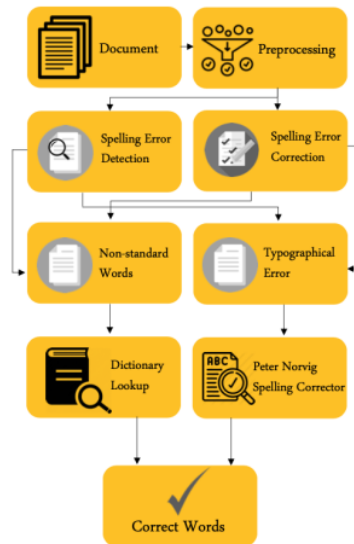 Document
Preprocessing
Spelling Error
Detection
Spelling Error
Correction
Non-standard
Words
Typographical
Error
Dictionary
Lookup
ABC
Peter Norvig
Spelling Corrector
Correct Words